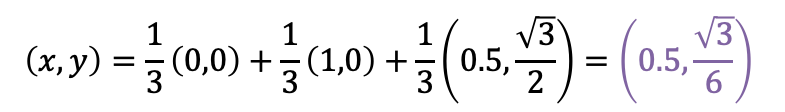 (x, y) = 1/3 (0,0) + 1/3 (1,0) + 1/3 (0.5, √3/2) = (0.5, √3/6)